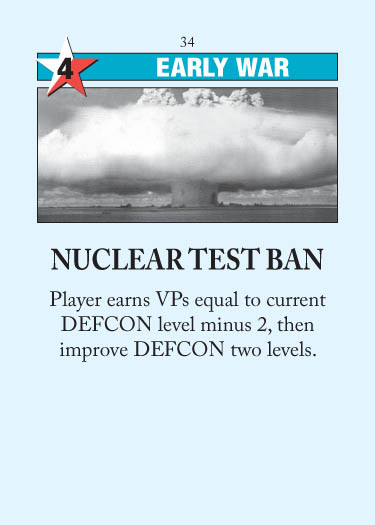 34
4
EARLY WAR
NUCLEAR TEST BAN
Player earns VPs equal to current
DEFCON level minus 2, then
improve DEFCON two levels.